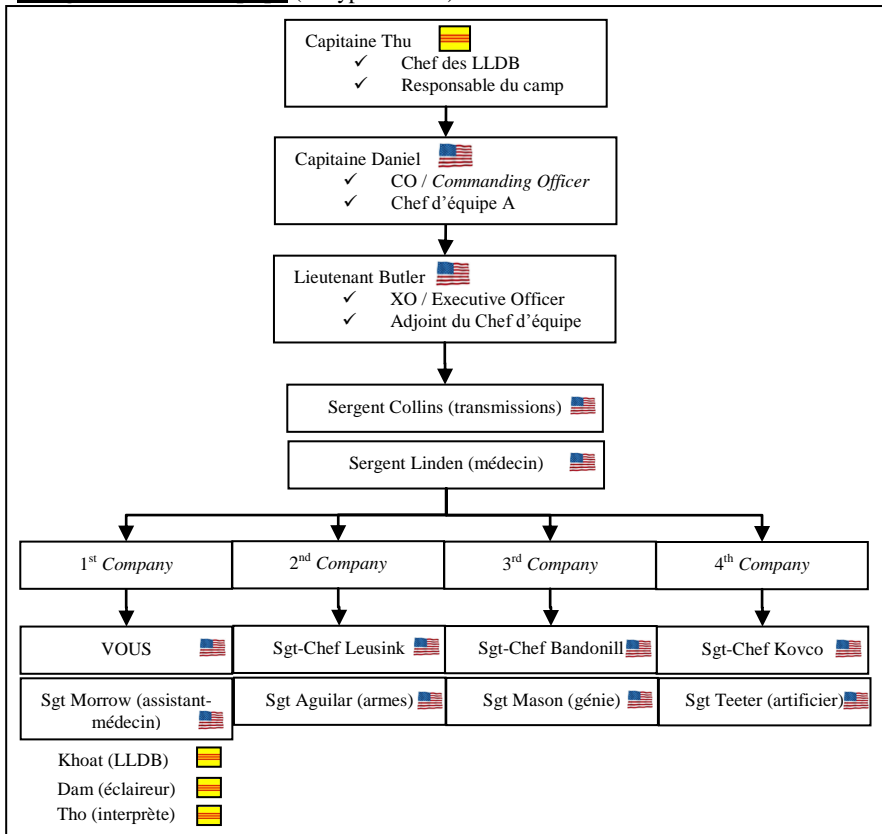 Capitaine Thu
✓ Chef des LLDB
✓ Responsable du camp
Capitaine Daniel
✓ CO / Commanding Officer
✓ Chef d'équipe A
Lieutenant Butler
✓ XO / Executive Officer
✓ Adjoint du Chef d'équipe
Sergent Collins (transmissions)
Sergent Linden (médecin)
1st Company
2nd Company
3rd Company
4th Company
VOUS
Sgt-Chef Leusink
Sgt-Chef Bandonill
Sgt-Chef Kovco
Sgt Morrow (assistant-
médecin)
Sgt Aguilar (armes)
Sgt Mason (génie)
Sgt Teeter (artificier)
Khoat (LLDB)
Dam (éclaireur)
Tho (interprète)